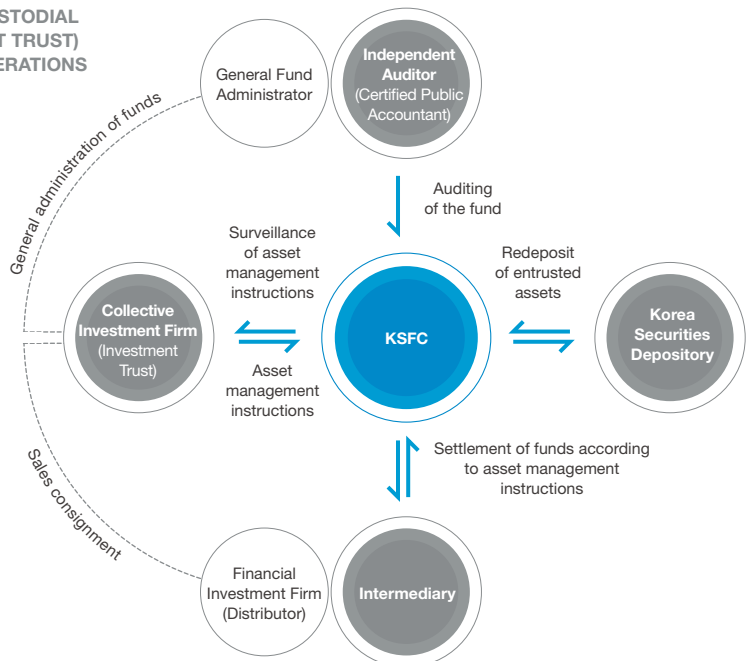 T TRUST)
ERATIONS
General Fund
Administrator
Independent
Auditor
(Certified Public
Accountant)
General administration of funds
Auditing
of the fund
Surveillance
of asset
management
instructions
Redeposit
of entrusted
assets
Collective
Investment Firm
(Investment
Trust)
KSFC
Korea
Securities
Depository
Asset
management
instructions
Settlement of funds according
to asset management
instructions
Sales consignment
Financial
Investment Firm
(Distributor)
Intermediary